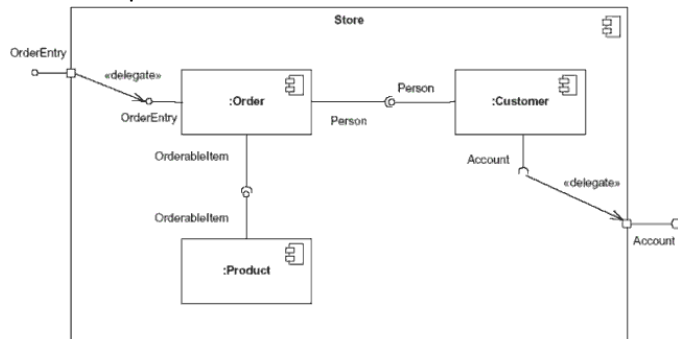 Store
OrderEntry
«delegate»
:Order
OrderEntry
Person
Person
:Customer
OrderableItem
Account
«delegate»
OrderableItem
:Product
Account